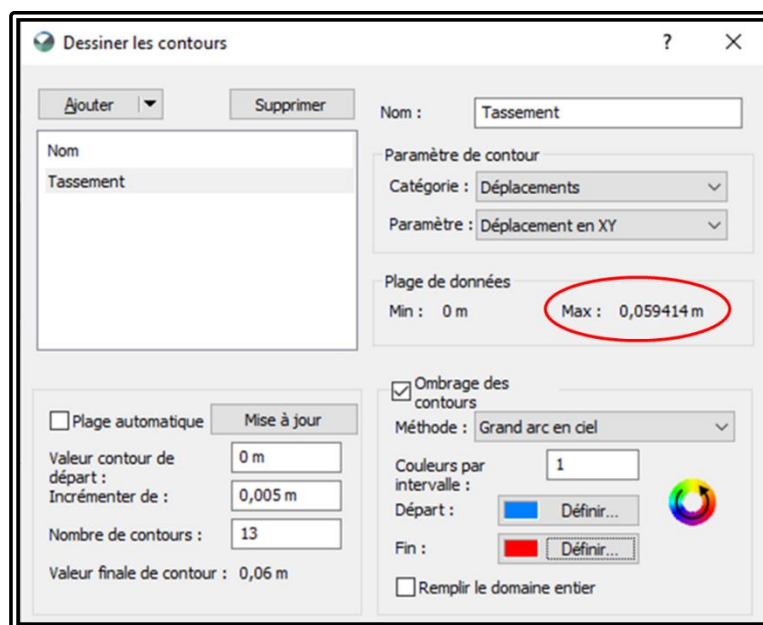 Dessiner les contours ? ×
Ajouter Supprimer
Nom
Tassement
Nom : Tassement
Paramètre de contour
Catégorie : Déplacements
Paramètre : Déplacement en XY
Plage de données
Min : 0 m Max : 0,059414 m
Plage automatique Mise à jour
Valeur contour de
départ : 0 m
Incrémenter de : 0,005 m
Nombre de contours : 13
Valeur finale de contour : 0,06 m
Ombrage des
contours
Méthode : Grand arc en ciel
Couleurs par
intervalle : 1
Départ : Définir...
Fin : Définir...
Remplir le domaine entier